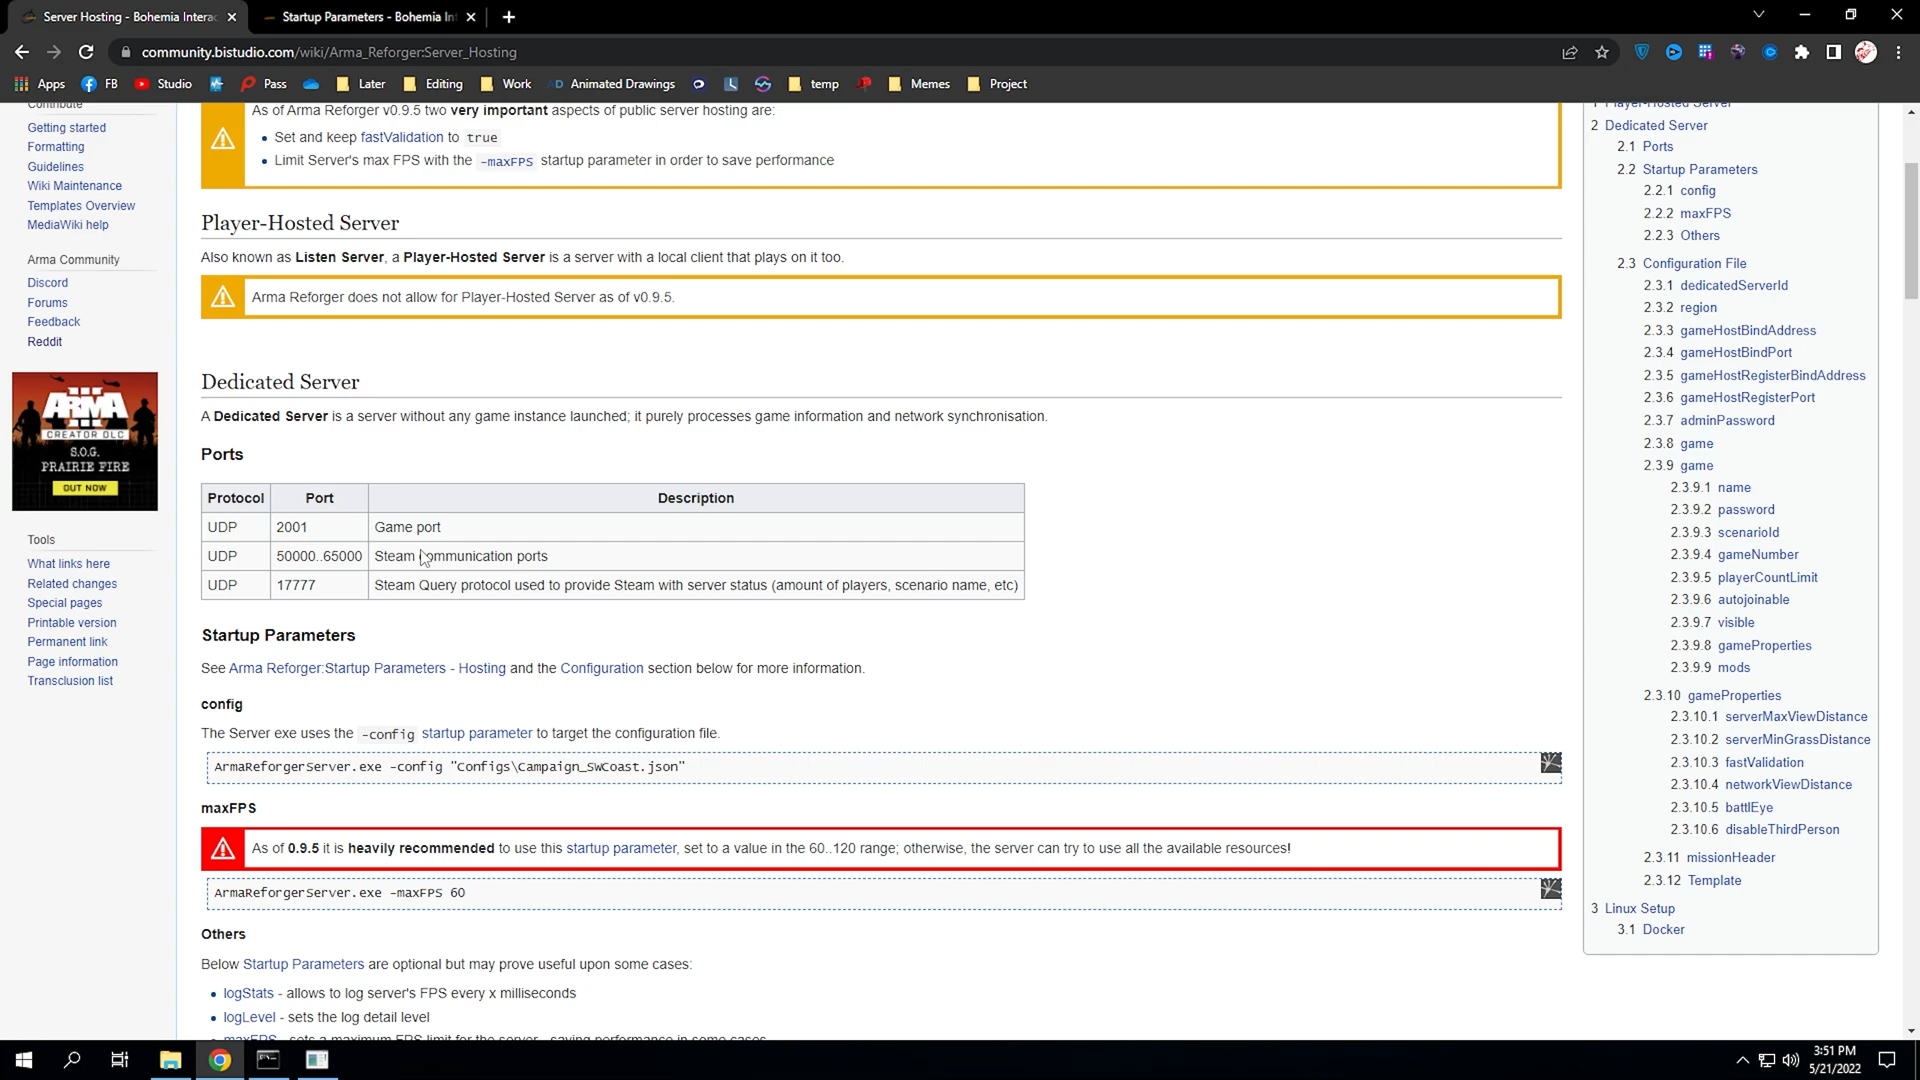 Server Hosting - Bohemia Interac
Startup Parameters - Bohemia Int
community.bistudio.com/wiki/Arma_Reforger:Server_Hosting
Apps
FB
Studio
Pass
Later
Editing
Work
Animated Drawings
temp
Memes
Project
Contribute
Getting started
Formatting
Guidelines
Wiki Maintenance
Templates Overview
MediaWiki help
Arma Community
Discord
Forums
Feedback
Reddit
ARMA
CREATOR DLC
S.O.G.
PRAIRIE FIRE
OUT NOW
Tools
What links here
Related changes
Special pages
Printable version
Permanent link
Page information
Transclusion list
As of Arma Reforger v0.9.5 two very important aspects of public server hosting are:
Set and keep fastValidation to true
Limit Server's max FPS with the -maxFPS startup parameter in order to save performance
Player-Hosted Server
Also known as Listen Server, a Player-Hosted Server is a server with a local client that plays on it too.
Arma Reforger does not allow for Player-Hosted Server as of v0.9.5.
Dedicated Server
A Dedicated Server is a server without any game instance launched; it purely processes game information and network synchronisation.
Ports
Protocol Port Description
UDP 2001 Game port
UDP 50000..65000 Steam communication ports
UDP 17777 Steam Query protocol used to provide Steam with server status (amount of players, scenario name, etc)
Startup Parameters
See Arma Reforger:Startup Parameters - Hosting and the Configuration section below for more information.
config
The Server exe uses the -config startup parameter to target the configuration file.
ArmaReforgerServer.exe -config "Configs\Campaign_SWCoast.json"
maxFPS
As of 0.9.5 it is heavily recommended to use this startup parameter, set to a value in the 60..120 range; otherwise, the server can try to use all the available resources!
ArmaReforgerServer.exe -maxFPS 60
Others
Below Startup Parameters are optional but may prove useful upon some cases:
logStats - allows to log server's FPS every x milliseconds
logLevel - sets the log detail level
maxFPS - sets a maximum FPS limit for the server - saving performance in some cases
1 Player-Hosted Server
2 Dedicated Server
2.1 Ports
2.2 Startup Parameters
2.2.1 config
2.2.2 maxFPS
2.2.3 Others
2.3 Configuration File
2.3.1 dedicatedServerId
2.3.2 region
2.3.3 gameHostBindAddress
2.3.4 gameHostBindPort
2.3.5 gameHostRegisterBindAddress
2.3.6 gameHostRegisterPort
2.3.7 adminPassword
2.3.8 game
2.3.9 game
2.3.9.1 name
2.3.9.2 password
2.3.9.3 scenarioId
2.3.9.4 gameNumber
2.3.9.5 playerCountLimit
2.3.9.6 autojoinable
2.3.9.7 visible
2.3.9.8 gameProperties
2.3.9.9 mods
2.3.10 gameProperties
2.3.10.1 serverMaxViewDistance
2.3.10.2 serverMinGrassDistance
2.3.10.3 fastValidation
2.3.10.4 networkViewDistance
2.3.10.5 battlEye
2.3.10.6 disableThirdPerson
2.3.11 missionHeader
2.3.12 Template
3 Linux Setup
3.1 Docker
3:51 PM
5/21/2022